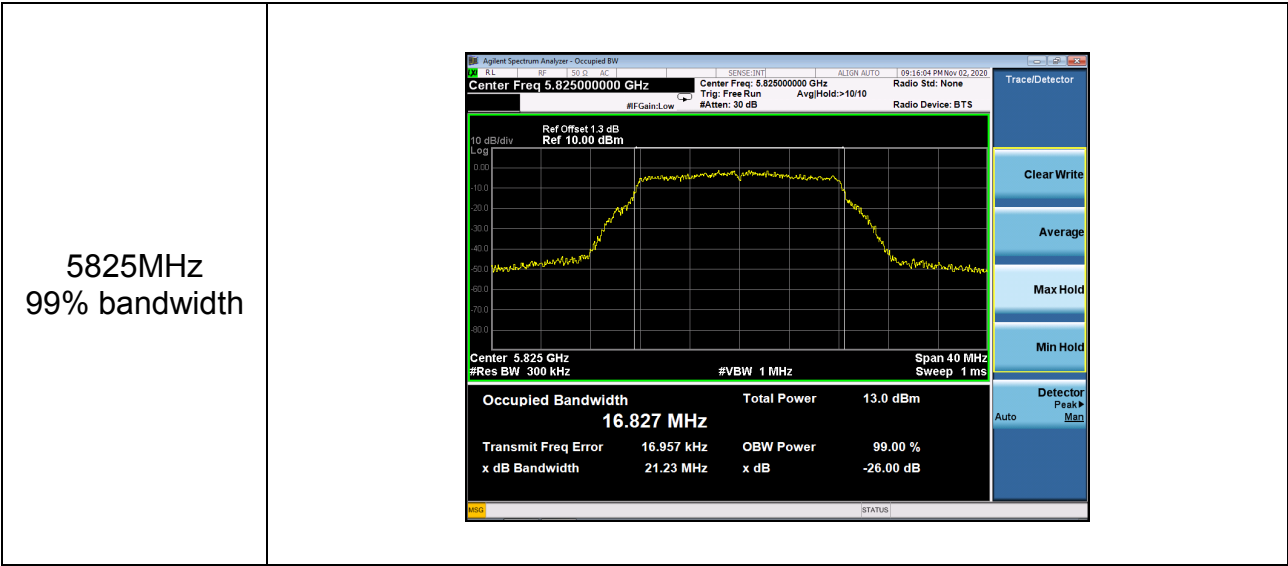 5825MHz
99% bandwidth
Agilent Spectrum Analyzer - Occupied BW
RL RF 50 Ω AC SENSE:INT ALIGN AUTO 09:16:04 PM Nov 02, 2020
Center Freq 5.825000000 GHz
Center Freq: 5.825000000 GHz
Radio Std: None
Trig: Free Run Avg|Hold:>10/10
#IFGain:Low #Atten: 30 dB Radio Device: BTS
Ref Offset 1.3 dB
10 dB/div Ref 10.00 dBm
Log
0.00
-10.0
-20.0
-30.0
-40.0
-50.0
-60.0
-70.0
-80.0
Center 5.825 GHz Span 40 MHz
#Res BW 300 kHz #VBW 1 MHz Sweep 1 ms
Occupied Bandwidth Total Power 13.0 dBm
16.827 MHz
Transmit Freq Error 16.957 kHz OBW Power 99.00 %
x dB Bandwidth 21.23 MHz x dB -26.00 dB
MSG STATUS
Trace/Detector
Clear Write
Average
Max Hold
Min Hold
Detector
Peak▶
Auto Man